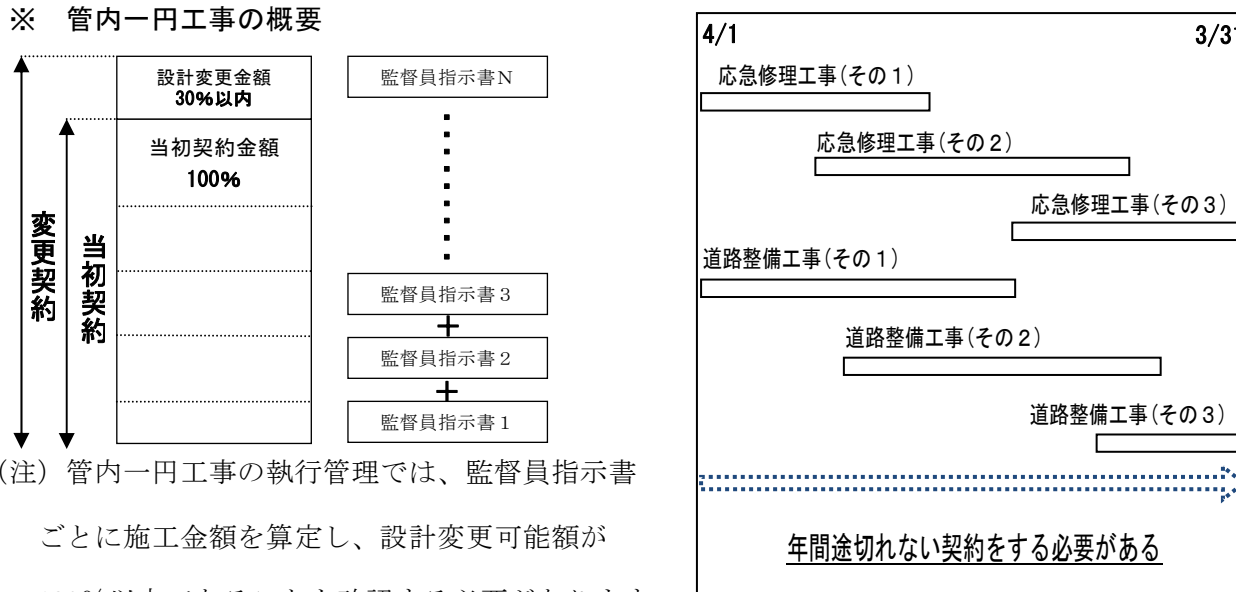 ※　管内一円工事の概要
設計変更金額
30%以内
当初契約金額
100%
変更契約
当初契約
監督員指示書N
監督員指示書３
＋
監督員指示書２
＋
監督員指示書１
(注) 管内一円工事の執行管理では、監督員指示書
ごとに施工金額を算定し、設計変更可能額が
4/1
3/31
応急修理工事(その１)
応急修理工事(その２)
応急修理工事(その３)
道路整備工事(その１)
道路整備工事(その２)
道路整備工事(その３)
年間途切れない契約をする必要がある